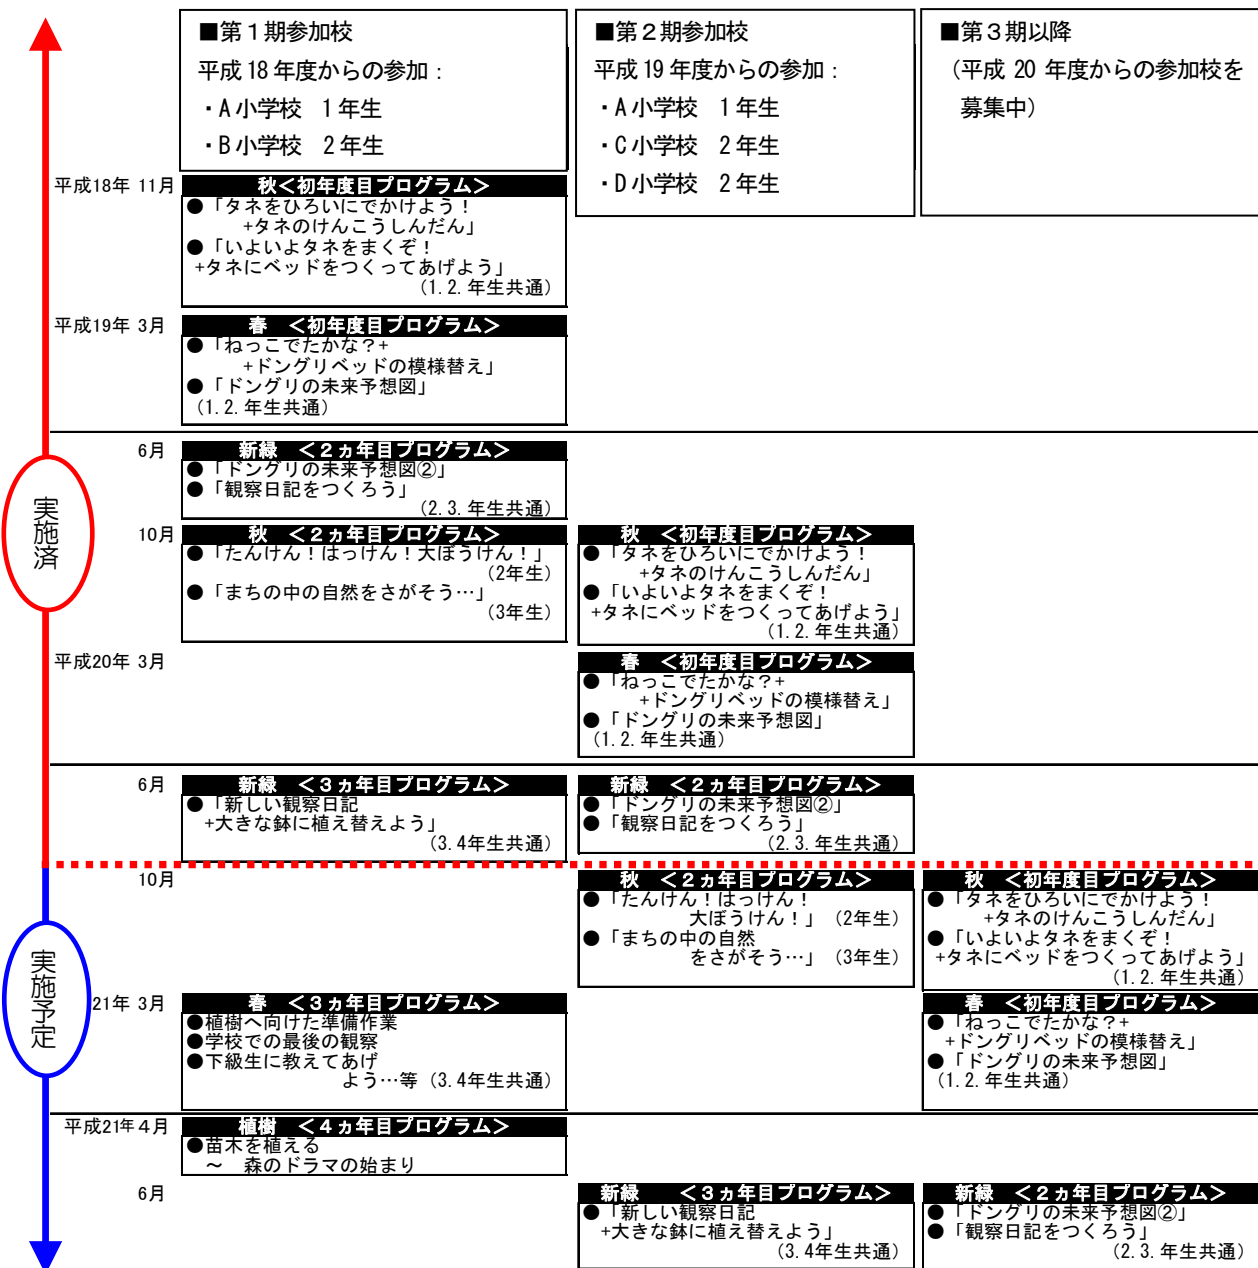 ■第１期参加校
平成 18 年度からの参加：
・A 小学校　１年生
・B 小学校　２年生
■第２期参加校
平成 19 年度からの参加：
・A 小学校　１年生
・C 小学校　２年生
・D 小学校　２年生
■第３期以降
（平成 20 年度からの参加校を
募集中）
平成18年 11月
秋＜初年度目プログラム＞
●「タネをひろいにでかけよう！
+タネのけんこうしんだん」
●「いよいよタネをまくぞ！
+タネにベッドをつくってあげよう」
（1.2.年生共通）
平成19年 3月
春　＜初年度目プログラム＞
●「ねっこでたかな？+
+ドングリベッドの模様替え」
●「ドングリの未来予想図」
（1.2.年生共通）
6月
新緑　＜２ヵ年目プログラム＞
●「ドングリの未来予想図②」
●「観察日記をつくろう」
（2.3.年生共通）
実施済
10月
秋　＜２ヵ年目プログラム＞
●「たんけん！はっけん！大ぼうけん！」
（2年生）
●「まちの中の自然をさがそう…」
（3年生）
秋　＜初年度目プログラム＞
●「タネをひろいにでかけよう！
+タネのけんこうしんだん」
●「いよいよタネをまくぞ！
+タネにベッドをつくってあげよう」
（1.2.年生共通）
平成20年 3月
春　＜初年度目プログラム＞
●「ねっこでたかな？+
+ドングリベッドの模様替え」
●「ドングリの未来予想図」
（1.2.年生共通）
6月
新緑　＜３ヵ年目プログラム＞
●「新しい観察日記
+大きな鉢に植え替えよう」
（3.4年生共通）
新緑　＜２ヵ年目プログラム＞
●「ドングリの未来予想図②」
●「観察日記をつくろう」
（2.3.年生共通）
10月
秋　＜２ヵ年目プログラム＞
●「たんけん！はっけん！
大ぼうけん！」（2年生）
●「まちの中の自然
をさがそう…」（3年生）
秋　＜初年度目プログラム＞
●「タネをひろいにでかけよう！
+タネのけんこうしんだん」
●「いよいよタネをまくぞ！
+タネにベッドをつくってあげよう」
（1.2.年生共通）
実施予定
21年 3月
春　＜３ヵ年目プログラム＞
●植樹へ向けた準備作業
●学校での最後の観察
●下級生に教えてあげ
よう…等（3.4年生共通）
春　＜初年度目プログラム＞
●「ねっこでたかな？+
+ドングリベッドの模様替え」
●「ドングリの未来予想図」
（1.2.年生共通）
平成21年４月
植樹　＜４ヵ年目プログラム＞
●苗木を植える
～　森のドラマの始まり
6月
新緑　　＜３ヵ年目プログラム＞
●「新しい観察日記
+大きな鉢に植え替えよう」
（3.4年生共通）
新緑　＜２ヵ年目プログラム＞
●「ドングリの未来予想図②」
●「観察日記をつくろう」
（2.3.年生共通）